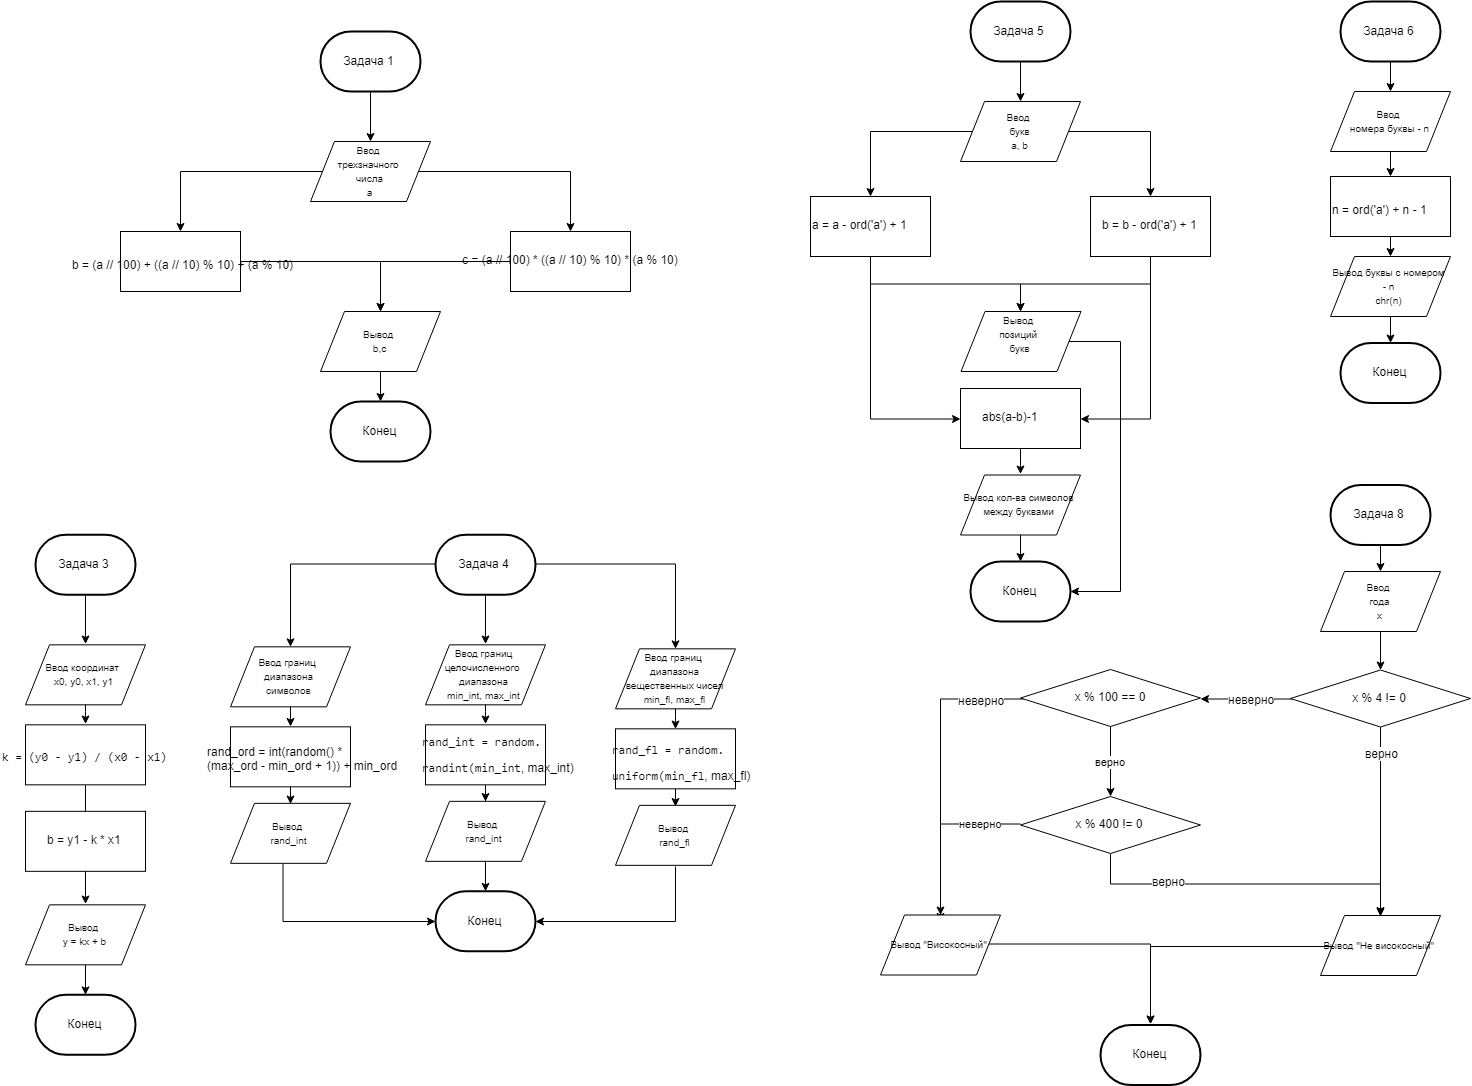 Задача 1
Ввод
трехзначного
числа
a
b = (a // 100) + ((a // 10) % 10) + (a % 10)
c = (a // 100) * ((a // 10) % 10) * (a % 10)
Вывод
b,c
Конец
Задача 5
Ввод
букв
a, b
a = a - ord('a') + 1
b = b - ord('a') + 1
Вывод
позиций
букв
abs(a-b)-1
Вывод кол-ва символов
между буквами
Конец
Задача 6
Ввод
номера буквы - n
n = ord('a') + n - 1
Вывод буквы с номером
- n
chr(n)
Конец
Задача 3
Ввод координат
x0, y0, x1, y1
k = (y0 - y1) / (x0 - x1)
b = y1 - k * x1
Вывод
y = kx + b
Конец
Задача 4
Ввод границ
диапазона
символов
rand_ord = int(random() *
(max_ord - min_ord + 1)) + min_ord
Вывод
rand_int
Ввод границ
целочисленного
диапазона
min_int, max_int
rand_int = random.
randint(min_int, max_int)
Вывод
rand_int
Ввод границ
диапазона
вещественных чисел
min_fl, max_fl
rand_fl = random.
uniform(min_fl, max_fl)
Вывод
rand_fl
Конец
Задача 8
Ввод
года
x
x % 4 != 0
неверно
x % 100 == 0
неверно
верно
верно
x % 400 != 0
неверно
верно
Вывод "Високосный"
Вывод "Не високосный"
Конец